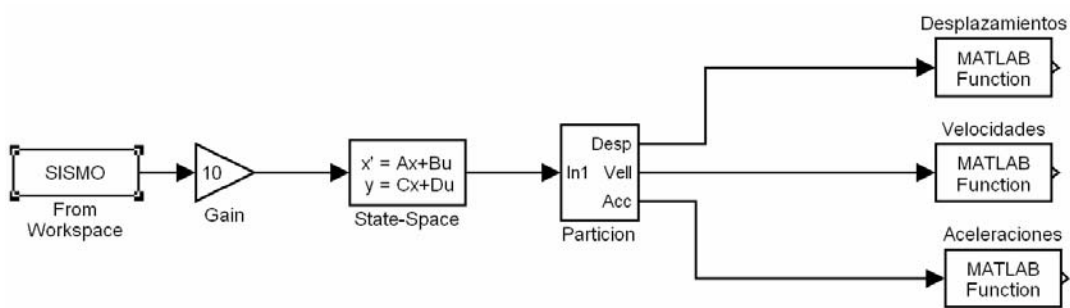 Desplazamientos
MATLAB
Function
Velocidades
SISMO
10
x' = Ax+Bu
y = Cx+Du
Desp
In1 Vell
Acc
MATLAB
Function
From
Workspace
Gain
State-Space
Particion
Aceleraciones
MATLAB
Function